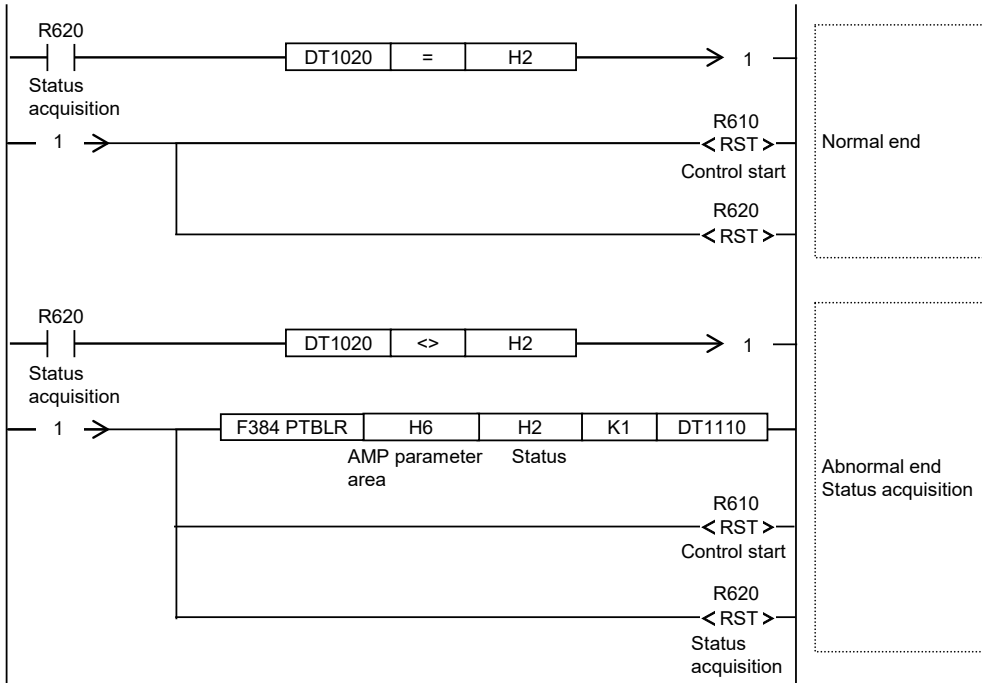 R620
DT1020 = H2 1
Status
acquisition
1
R610
< RST >
Control start
R620
< RST >
Normal end
R620
DT1020 <> H2 1
Status
acquisition
1
F384 PTBLR H6 H2 K1 DT1110
AMP parameter
area
Status
R610
< RST >
Control start
R620
< RST >
Status
acquisition
Abnormal end
Status acquisition